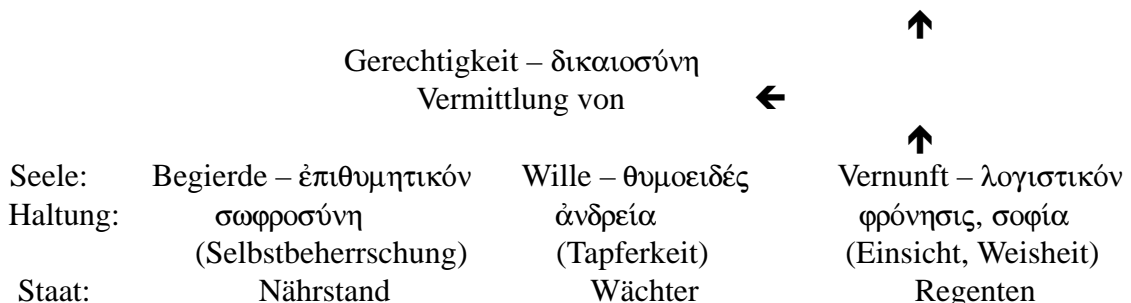 🡹
Gerechtigkeit – δικαιοσύνη
Vermittlung von 🡸
🡹
Seele: Begierde – ἐπιθυμητικόν Wille – θυμοειδές Vernunft – λογιστικόν
Haltung: σωφροσύνη ἀνδρεία φρόνησις, σοφία
(Selbstbeherrschung) (Tapferkeit) (Einsicht, Weisheit)
Staat: Nährstand Wächter Regenten